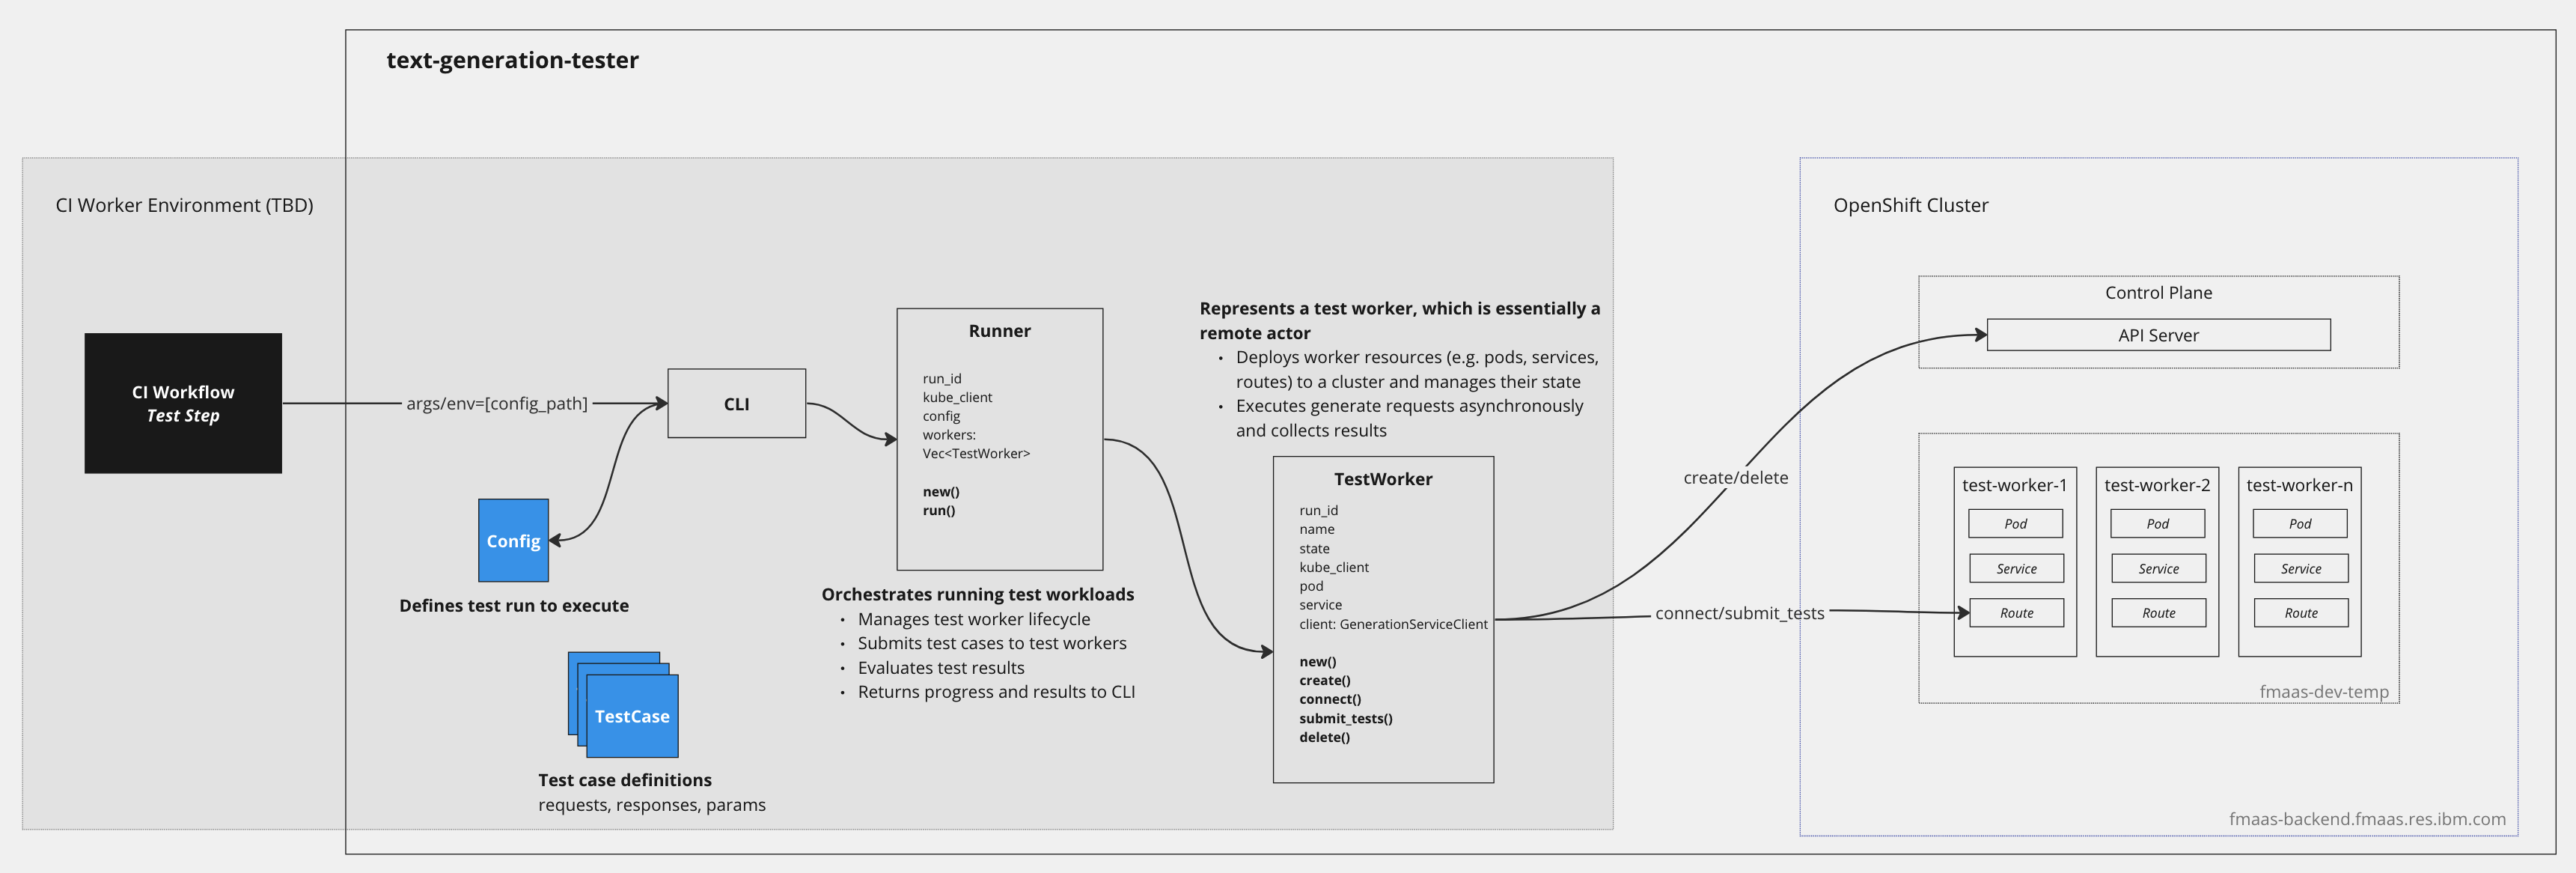 text-generation-tester
CI Worker Environment (TBD)
CI Workflow
Test Step
args/env=[config_path]
CLI
Config
Defines test run to execute
TestCase
Test case definitions
requests, responses, params
Runner
run_id
kube_client
config
workers:
Vec<TestWorker>
new()
run()
Orchestrates running test workloads
• Manages test worker lifecycle
• Submits test cases to test workers
• Evaluates test results
• Returns progress and results to CLI
Represents a test worker, which is essentially a
remote actor
• Deploys worker resources (e.g. pods, services,
routes) to a cluster and manages their state
• Executes generate requests asynchronously
and collects results
TestWorker
run_id
name
state
kube_client
pod
service
client: GenerationServiceClient
new()
create()
connect()
submit_tests()
delete()
create/delete
connect/submit_tests
OpenShift Cluster
Control Plane
API Server
test-worker-1
Pod
Service
Route
test-worker-2
Pod
Service
Route
test-worker-n
Pod
Service
Route
fmaas-dev-temp
fmaas-backend.fmaas.res.ibm.com